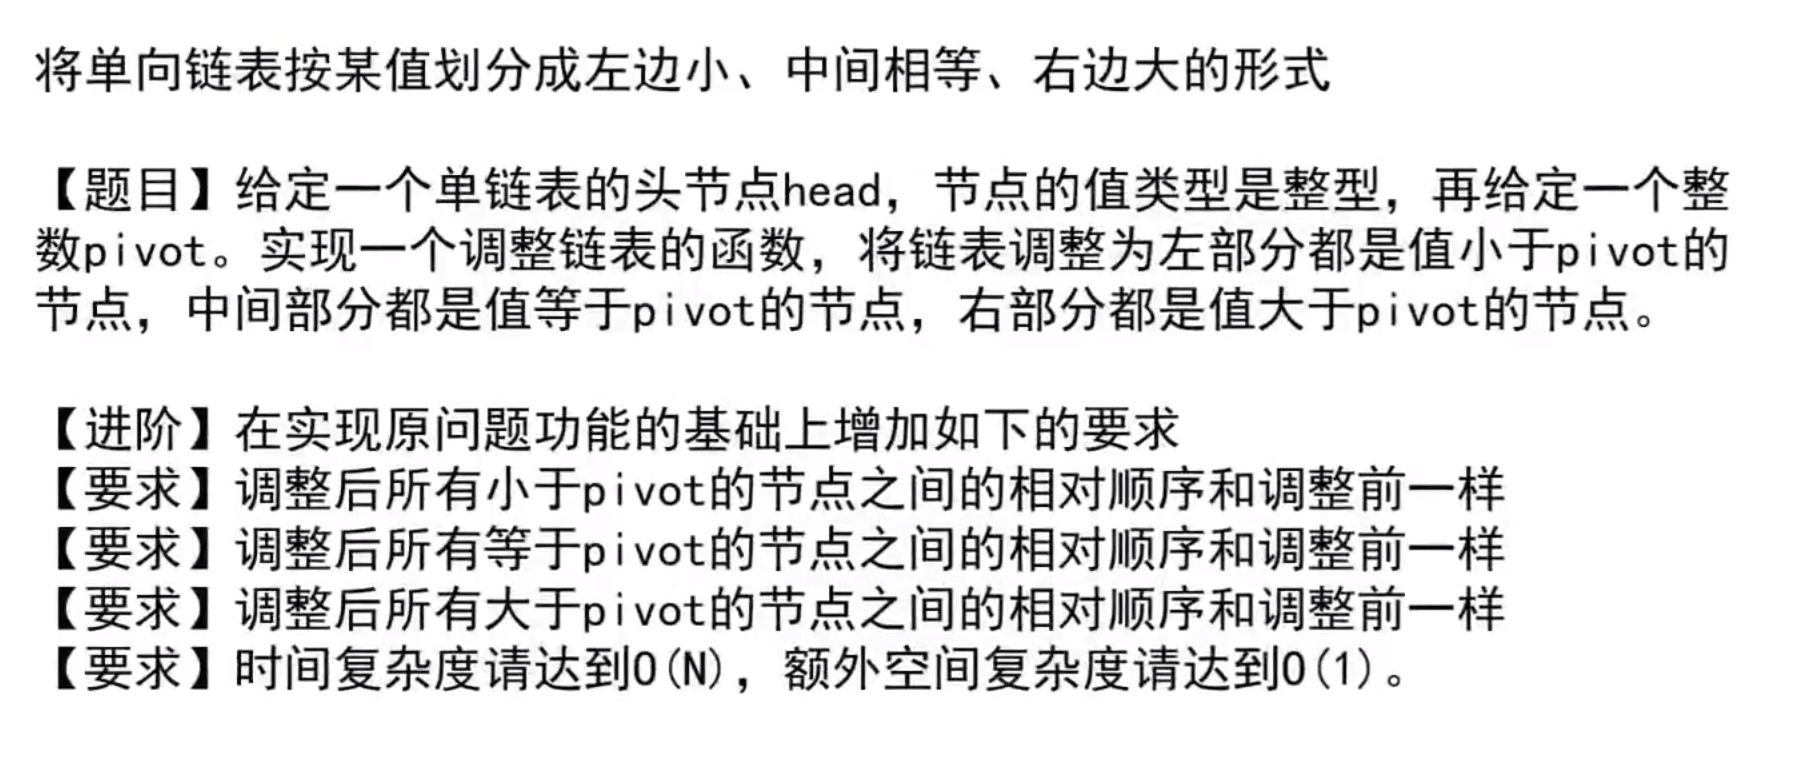 将单向链表按某值划分成左边小、中间相等、右边大的形式
【题目】给定一个单链表的头节点head，节点的值类型是整型，再给定一个整
数pivot。实现一个调整链表的函数，将链表调整为左部分都是值小于pivot的
节点，中间部分都是值等于pivot的节点，右部分都是值大于pivot的节点。
【进阶】在实现原问题功能的基础上增加如下的要求
【要求】调整后所有小于pivot的节点之间的相对顺序和调整前一样
【要求】调整后所有等于pivot的节点之间的相对顺序和调整前一样
【要求】调整后所有大于pivot的节点之间的相对顺序和调整前一样
【要求】时间复杂度请达到O(N)，额外空间复杂度请达到O(1)。